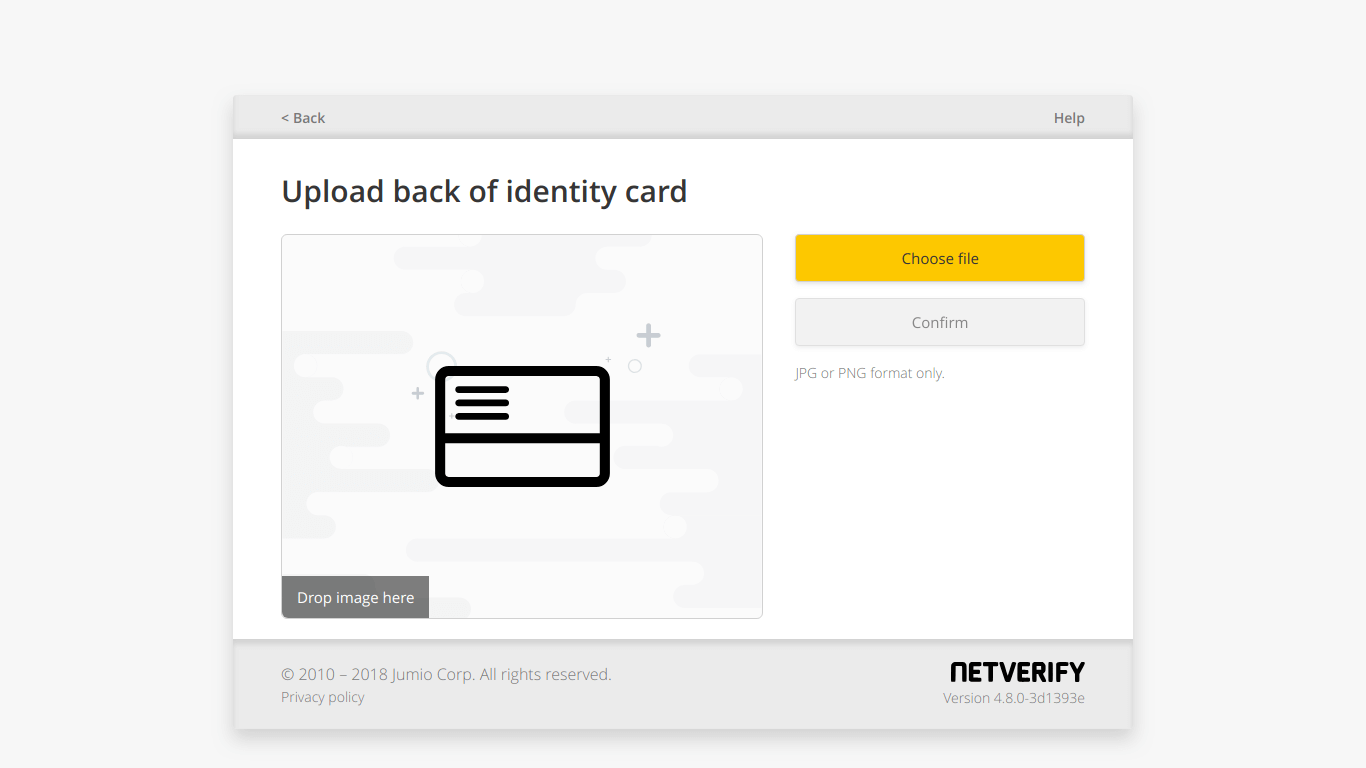 < Back
Help
Upload back of identity card
Choose file
Confirm
JPG or PNG format only.
Drop image here
© 2010 – 2018 Jumio Corp. All rights reserved.
Privacy policy
NETVERIFY
Version 4.8.0-3d1393e